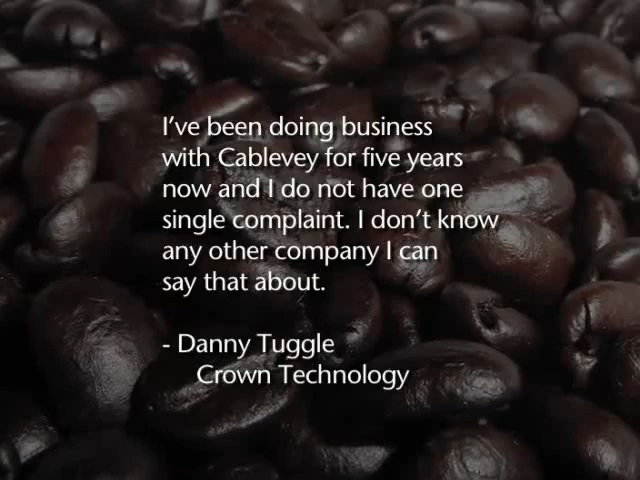 I’ve been doing business
with Cablevey for five years
now and I do not have one
single complaint. I don’t know
any other company I can
say that about.
- Danny Tuggle
Crown Technology